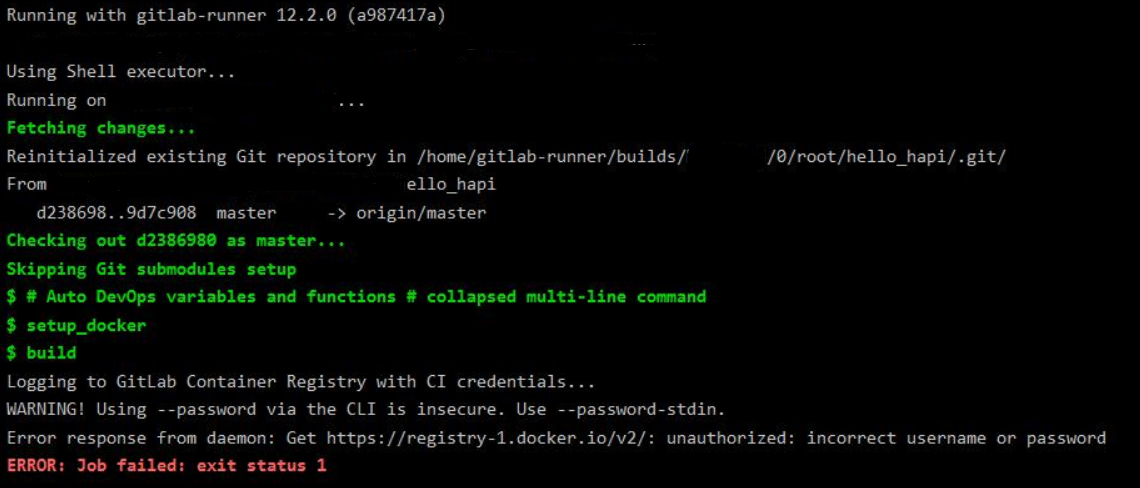 Running with gitlab-runner 12.2.0 (a987417a)
...
Using Shell executor...
Running on ...
Fetching changes...
Reinitialized existing Git repository in /home/gitlab-runner/builds/ /0/root/hello_hapi/.git/
From ello_hapi
d238698..9d7c908 master -> origin/master
Checking out d2386980 as master...
Skipping Git submodules setup
$ # Auto DevOps variables and functions # collapsed multi-line command
$ setup_docker
$ build
Logging to GitLab Container Registry with CI credentials...
WARNING! Using --password via the CLI is insecure. Use --password-stdin.
Error response from daemon: Get https://registry-1.docker.io/v2/: unauthorized: incorrect username or password
ERROR: Job failed: exit status 1